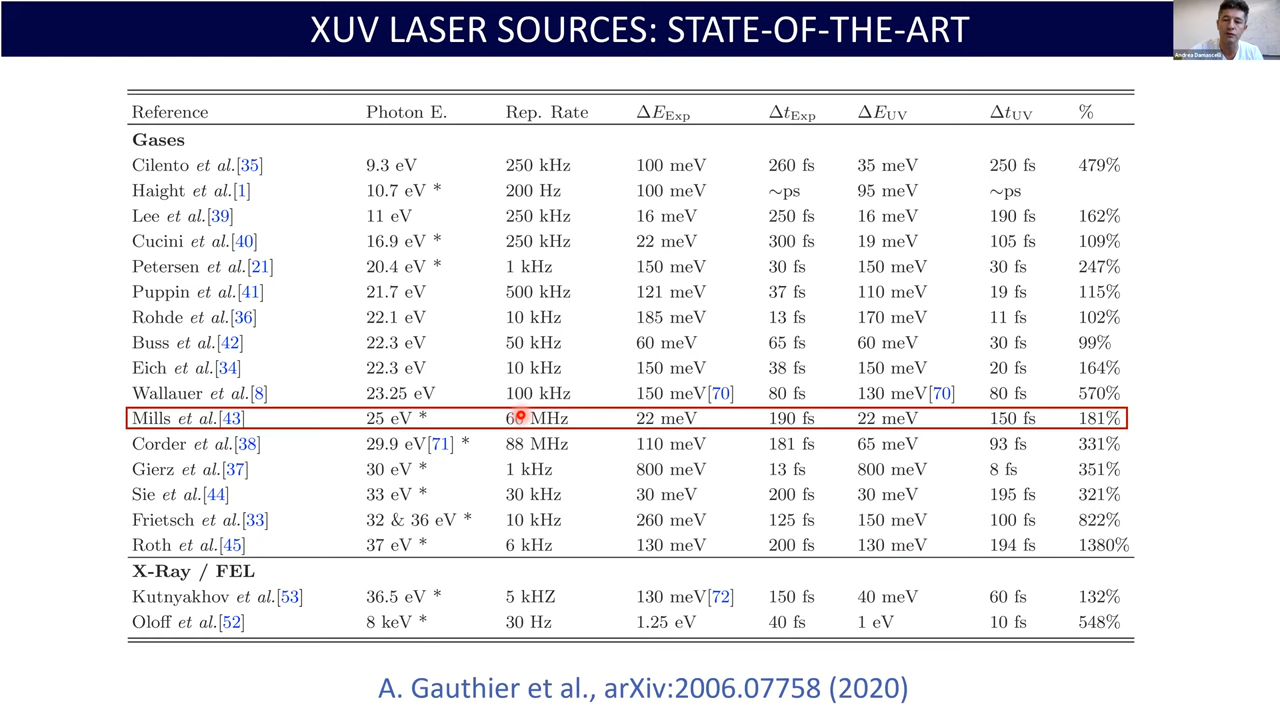 XUV LASER SOURCES: STATE-OF-THE-ART
Andrea Damascelli
Reference Photon E. Rep. Rate ΔE_Exp Δt_Exp ΔE_UV Δt_UV %
Gases
Cilento et al.[35] 9.3 eV 250 kHz 100 meV 260 fs 35 meV 250 fs 479%
Haight et al.[1] 10.7 eV * 200 Hz 100 meV ~ps 95 meV ~ps
Lee et al.[39] 11 eV 250 kHz 16 meV 250 fs 16 meV 190 fs 162%
Cucini et al.[40] 16.9 eV * 250 kHz 22 meV 300 fs 19 meV 105 fs 109%
Petersen et al.[21] 20.4 eV * 1 kHz 150 meV 30 fs 150 meV 30 fs 247%
Puppin et al.[41] 21.7 eV 500 kHz 121 meV 37 fs 110 meV 19 fs 115%
Rohde et al.[36] 22.1 eV 10 kHz 185 meV 13 fs 170 meV 11 fs 102%
Buss et al.[42] 22.3 eV 50 kHz 60 meV 65 fs 60 meV 30 fs 99%
Eich et al.[34] 22.3 eV 10 kHz 150 meV 38 fs 150 meV 20 fs 164%
Wallauer et al.[8] 23.25 eV 100 kHz 150 meV[70] 80 fs 130 meV[70] 80 fs 570%
Mills et al.[43] 25 eV * MHz 22 meV 190 fs 22 meV 150 fs 181%
Corder et al.[38] 29.9 eV[71] * 88 MHz 110 meV 181 fs 65 meV 93 fs 331%
Gierz et al.[37] 30 eV * 1 kHz 800 meV 13 fs 800 meV 8 fs 351%
Sie et al.[44] 33 eV * 30 kHz 30 meV 200 fs 30 meV 195 fs 321%
Frietsch et al.[33] 32 & 36 eV * 10 kHz 260 meV 125 fs 150 meV 100 fs 822%
Roth et al.[45] 37 eV * 6 kHz 130 meV 200 fs 130 meV 194 fs 1380%
X-Ray / FEL
Kutnyakhov et al.[53] 36.5 eV * 5 kHZ 130 meV[72] 150 fs 40 meV 60 fs 132%
Oloff et al.[52] 8 keV * 30 Hz 1.25 eV 40 fs 1 eV 10 fs 548%
A. Gauthier et al., arXiv:2006.07758 (2020)